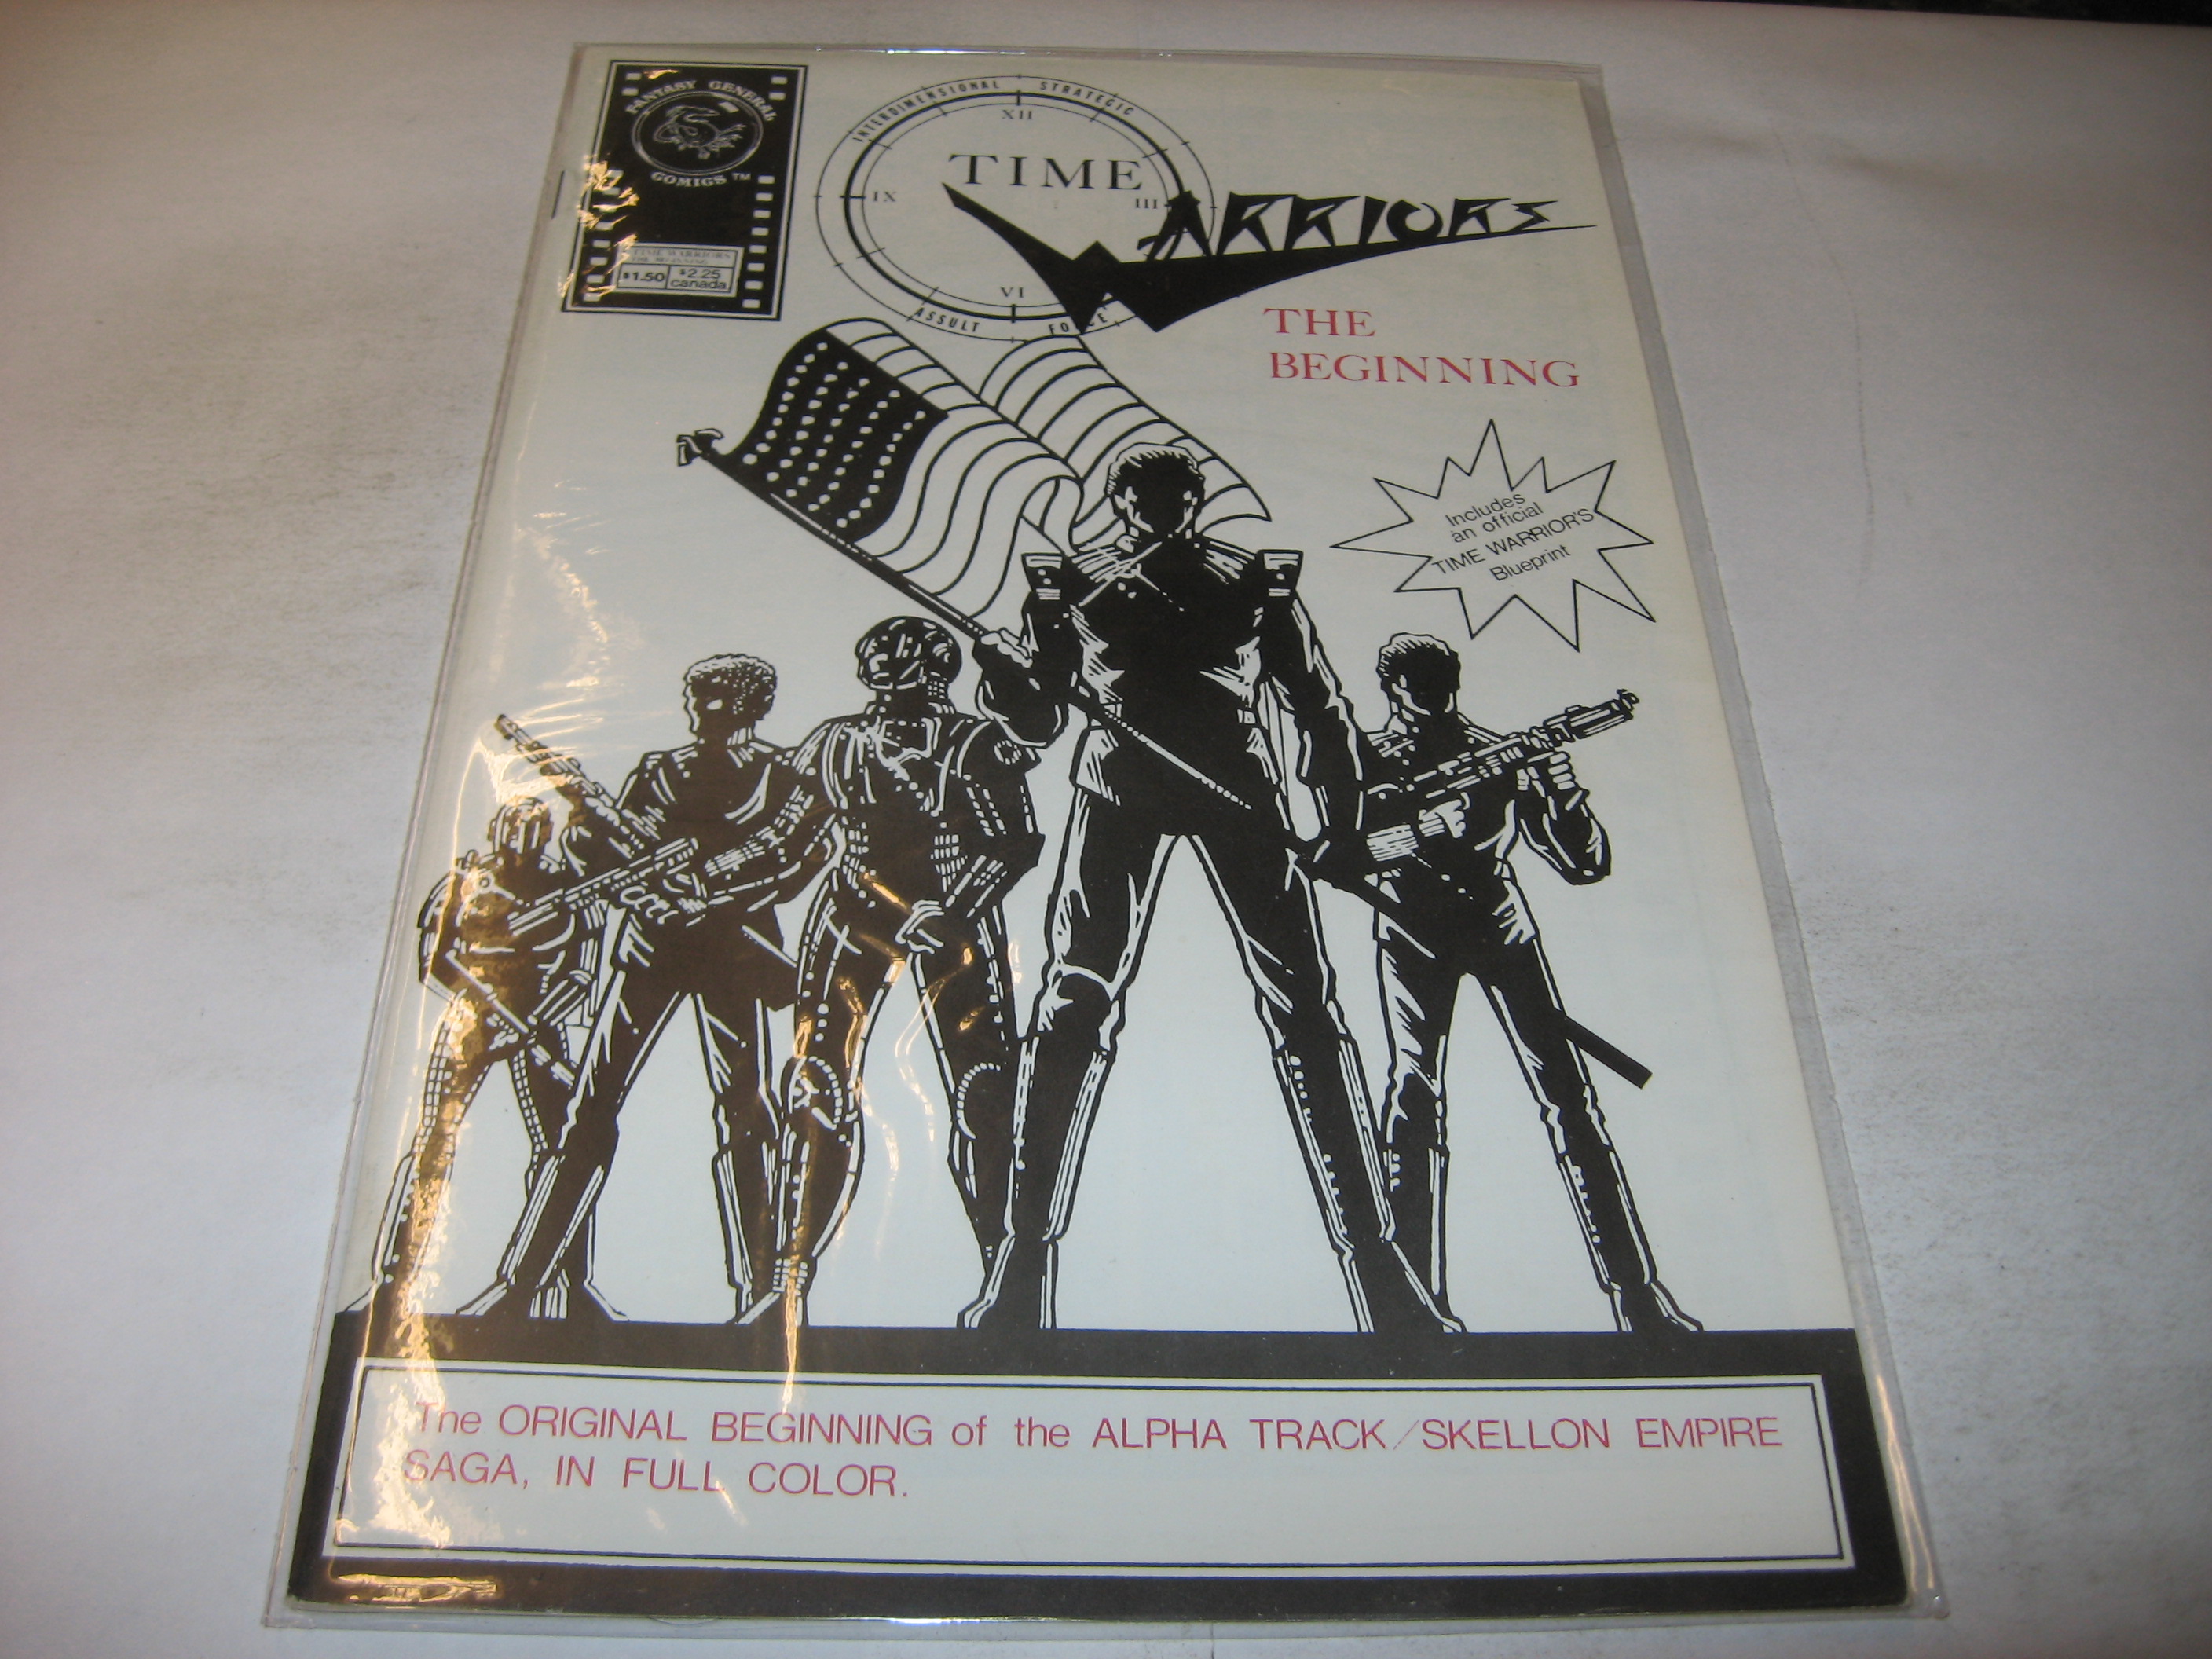 FANTASY GENERAL
COMICS TM
TIME WARRIORS
THE BEGINNING
$1.50 $2.25
canada
INTERDIMENSIONAL STRATEGIC
XII
TIME
IX III
WARRIORS
VI
ASSULT FORCE
THE
BEGINNING
Includes
an official
TIME WARRIOR'S
Blueprint
The ORIGINAL BEGINNING of the ALPHA TRACK/SKELLON EMPIRE
SAGA, IN FULL COLOR.